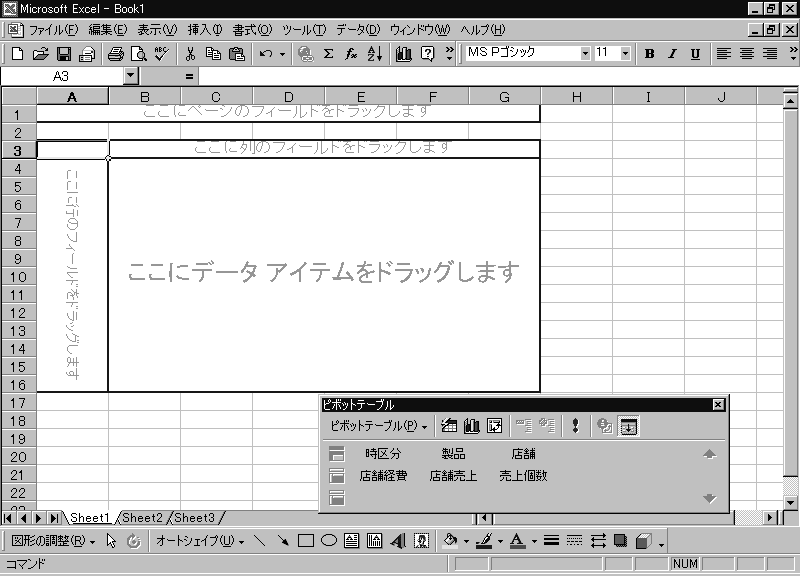 Microsoft Excel - Book1
ファイル(F) 編集(E) 表示(V) 挿入(I) 書式(O) ツール(T) データ(D) ウィンドウ(W) ヘルプ(H)
MS Pゴシック 11 B I U
A3 =
A B C D E F G H I J
1 ここにページのフィールドをドラッグします
2
3 ここに列のフィールドをドラッグします
4
5
6
7
8
9
10
11
12
13
14
15
16
ここに行のフィールドをドラッグします
ここにデータ アイテムをドラッグします
17
18
19
20
21
22
23
ピボットテーブル
ピボットテーブル(P)
時区分 製品 店舗
店舗経費 店舗売上 売上個数
Sheet1 Sheet2 Sheet3
図形の調整(R) オートシェイプ(U)
コマンド NUM